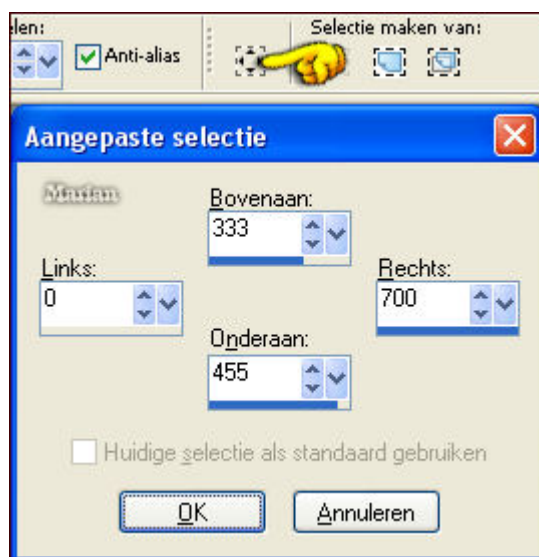 elen:
Selectie maken van:
Anti-alias
Aangepaste selectie
Marian
Bovenaan:
333
Links:
0
Rechts:
700
Onderaan:
455
Huidige selectie als standaard gebruiken
OK
Annuleren